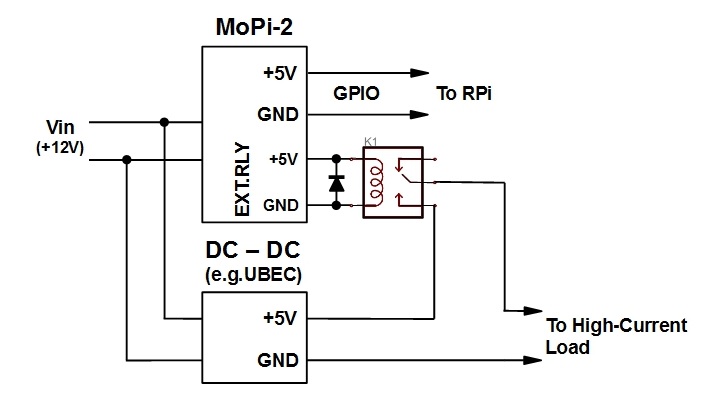 MoPi-2
+5V
GPIO
To RPi
GND
Vin
(+12V)
EXT.RLY
+5V
GND
K1
DC – DC
(e.g.UBEC)
+5V
GND
To High-Current
Load